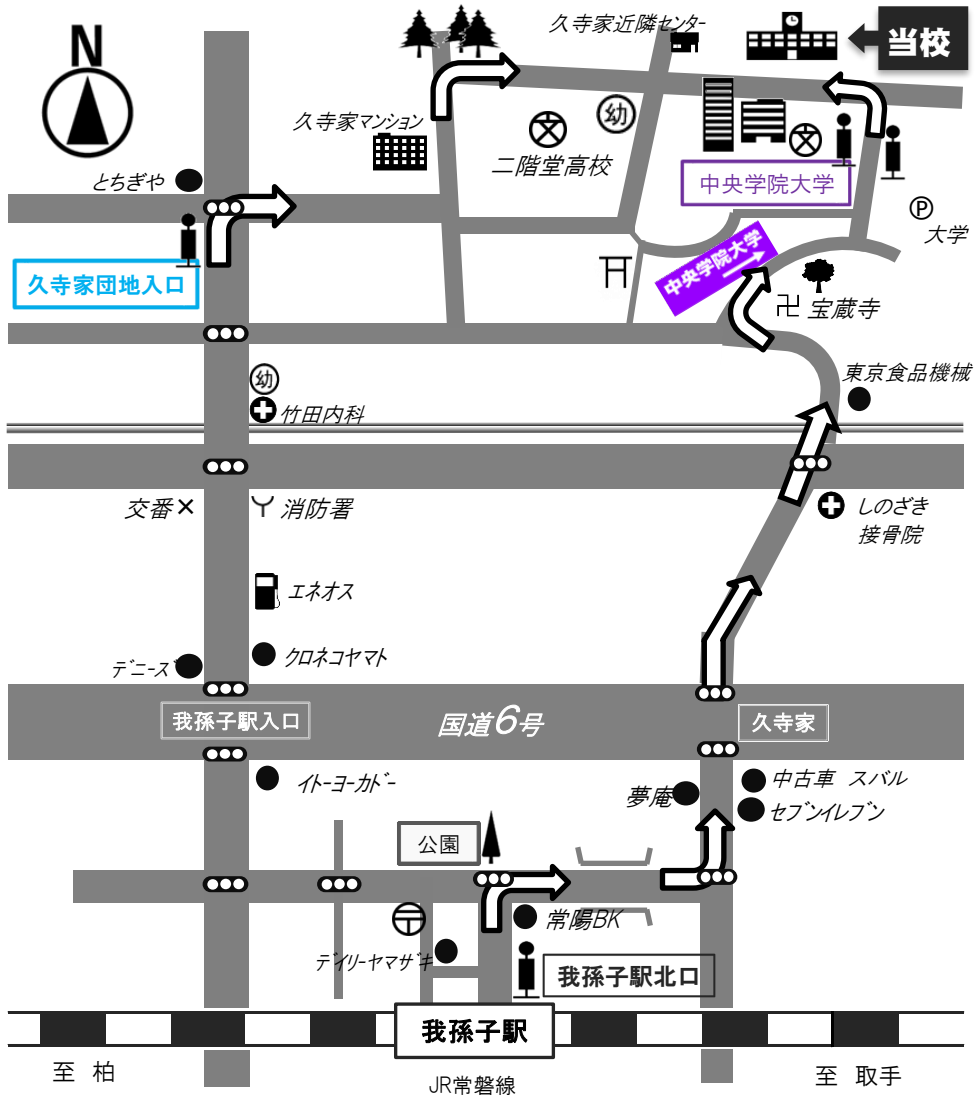 N
久寺家近隣センター
当校
久寺家マンション
幼
文
二階堂高校
文
中央学院大学
とちぎや
P
大学
久寺家団地入口
中央学院大学
卍 宝蔵寺
幼
竹田内科
東京食品機械
交番×
消防署
しのざき
接骨院
エネオス
クロネコヤマト
デニーズ
我孫子駅入口
国道6号
久寺家
イトーヨーカドー
夢庵
中古車 スバル
セブンイレブン
公園
〒
常陽BK
デイリーヤマザキ
我孫子駅北口
我孫子駅
至 柏
JR常磐線
至 取手